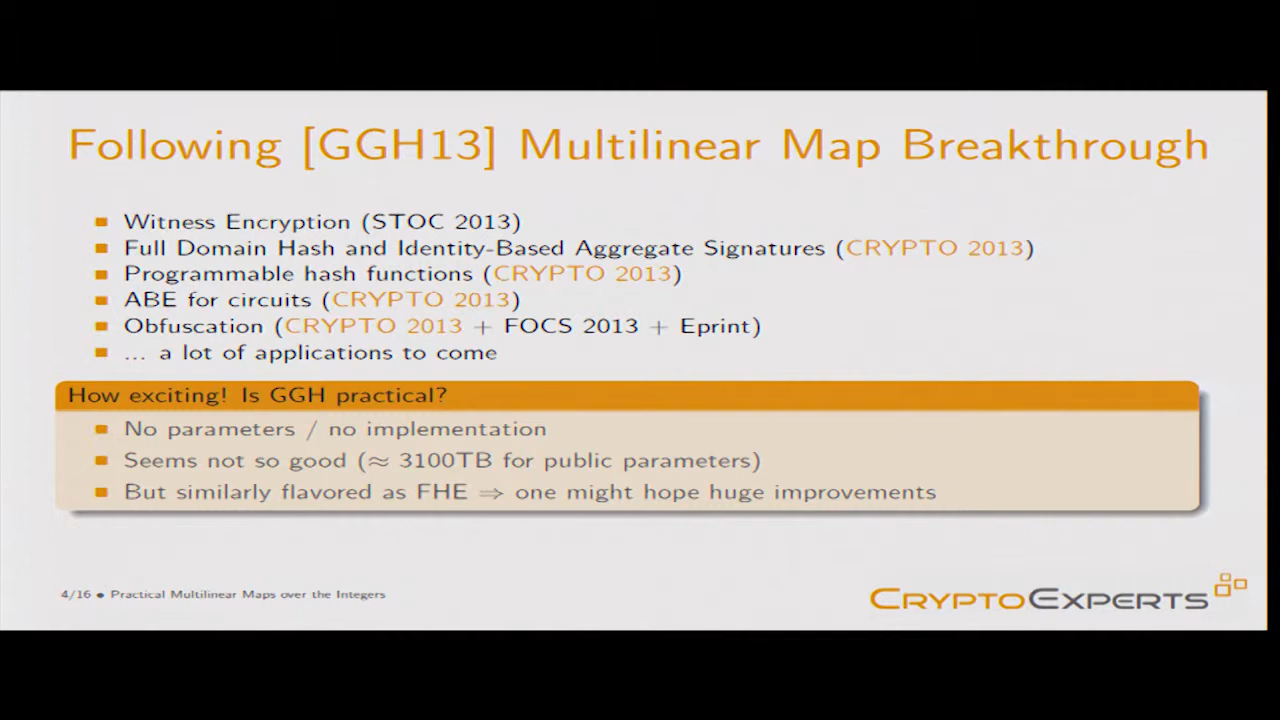 Following [GGH13] Multilinear Map Breakthrough
Witness Encryption (STOC 2013)
Full Domain Hash and Identity-Based Aggregate Signatures (CRYPTO 2013)
Programmable hash functions (CRYPTO 2013)
ABE for circuits (CRYPTO 2013)
Obfuscation (CRYPTO 2013 + FOCS 2013 + Eprint)
... a lot of applications to come
How exciting! Is GGH practical?
No parameters / no implementation
Seems not so good (≈ 3100TB for public parameters)
But similarly flavored as FHE ⇒ one might hope huge improvements
4/16 ● Practical Multilinear Maps over the Integers
CRYPTOEXPERTS